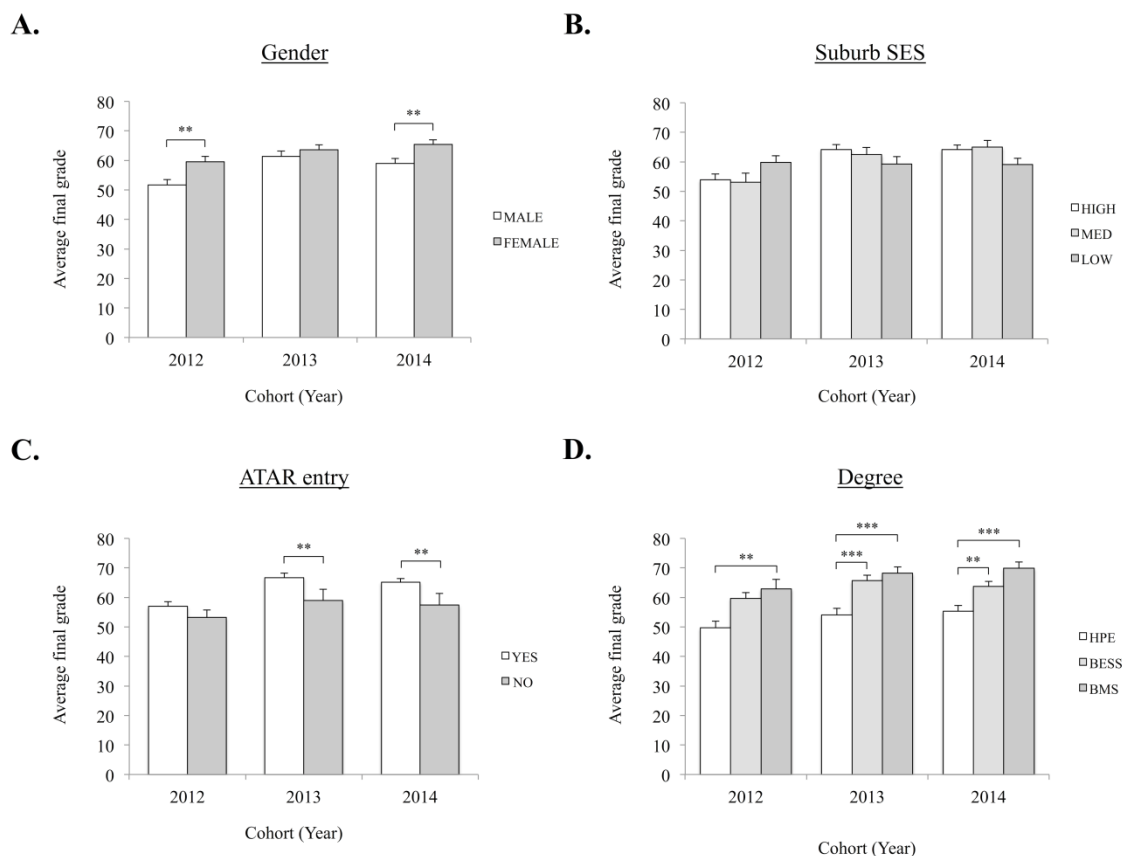 A.
Gender
Average final grade
80
70
60
50
40
30
20
10
0
**
**
2012 2013 2014
Cohort (Year)
MALE
FEMALE
B.
Suburb SES
Average final grade
80
70
60
50
40
30
20
10
0
2012 2013 2014
Cohort (Year)
HIGH
MED
LOW
C.
ATAR entry
Average final grade
80
70
60
50
40
30
20
10
0
**
**
2012 2013 2014
Cohort (Year)
YES
NO
D.
Degree
Average final grade
80
70
60
50
40
30
20
10
0
**
***
***
***
**
2012 2013 2014
Cohort (Year)
HPE
BESS
BMS